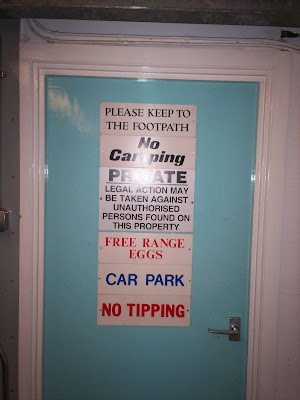 PLEASE KEEP TO
THE FOOTPATH
No
Camping
PRIVATE
LEGAL ACTION MAY
BE TAKEN AGAINST
UNAUTHORISED
PERSONS FOUND ON
THIS PROPERTY
FREE RANGE
EGGS
CAR PARK
NO TIPPING